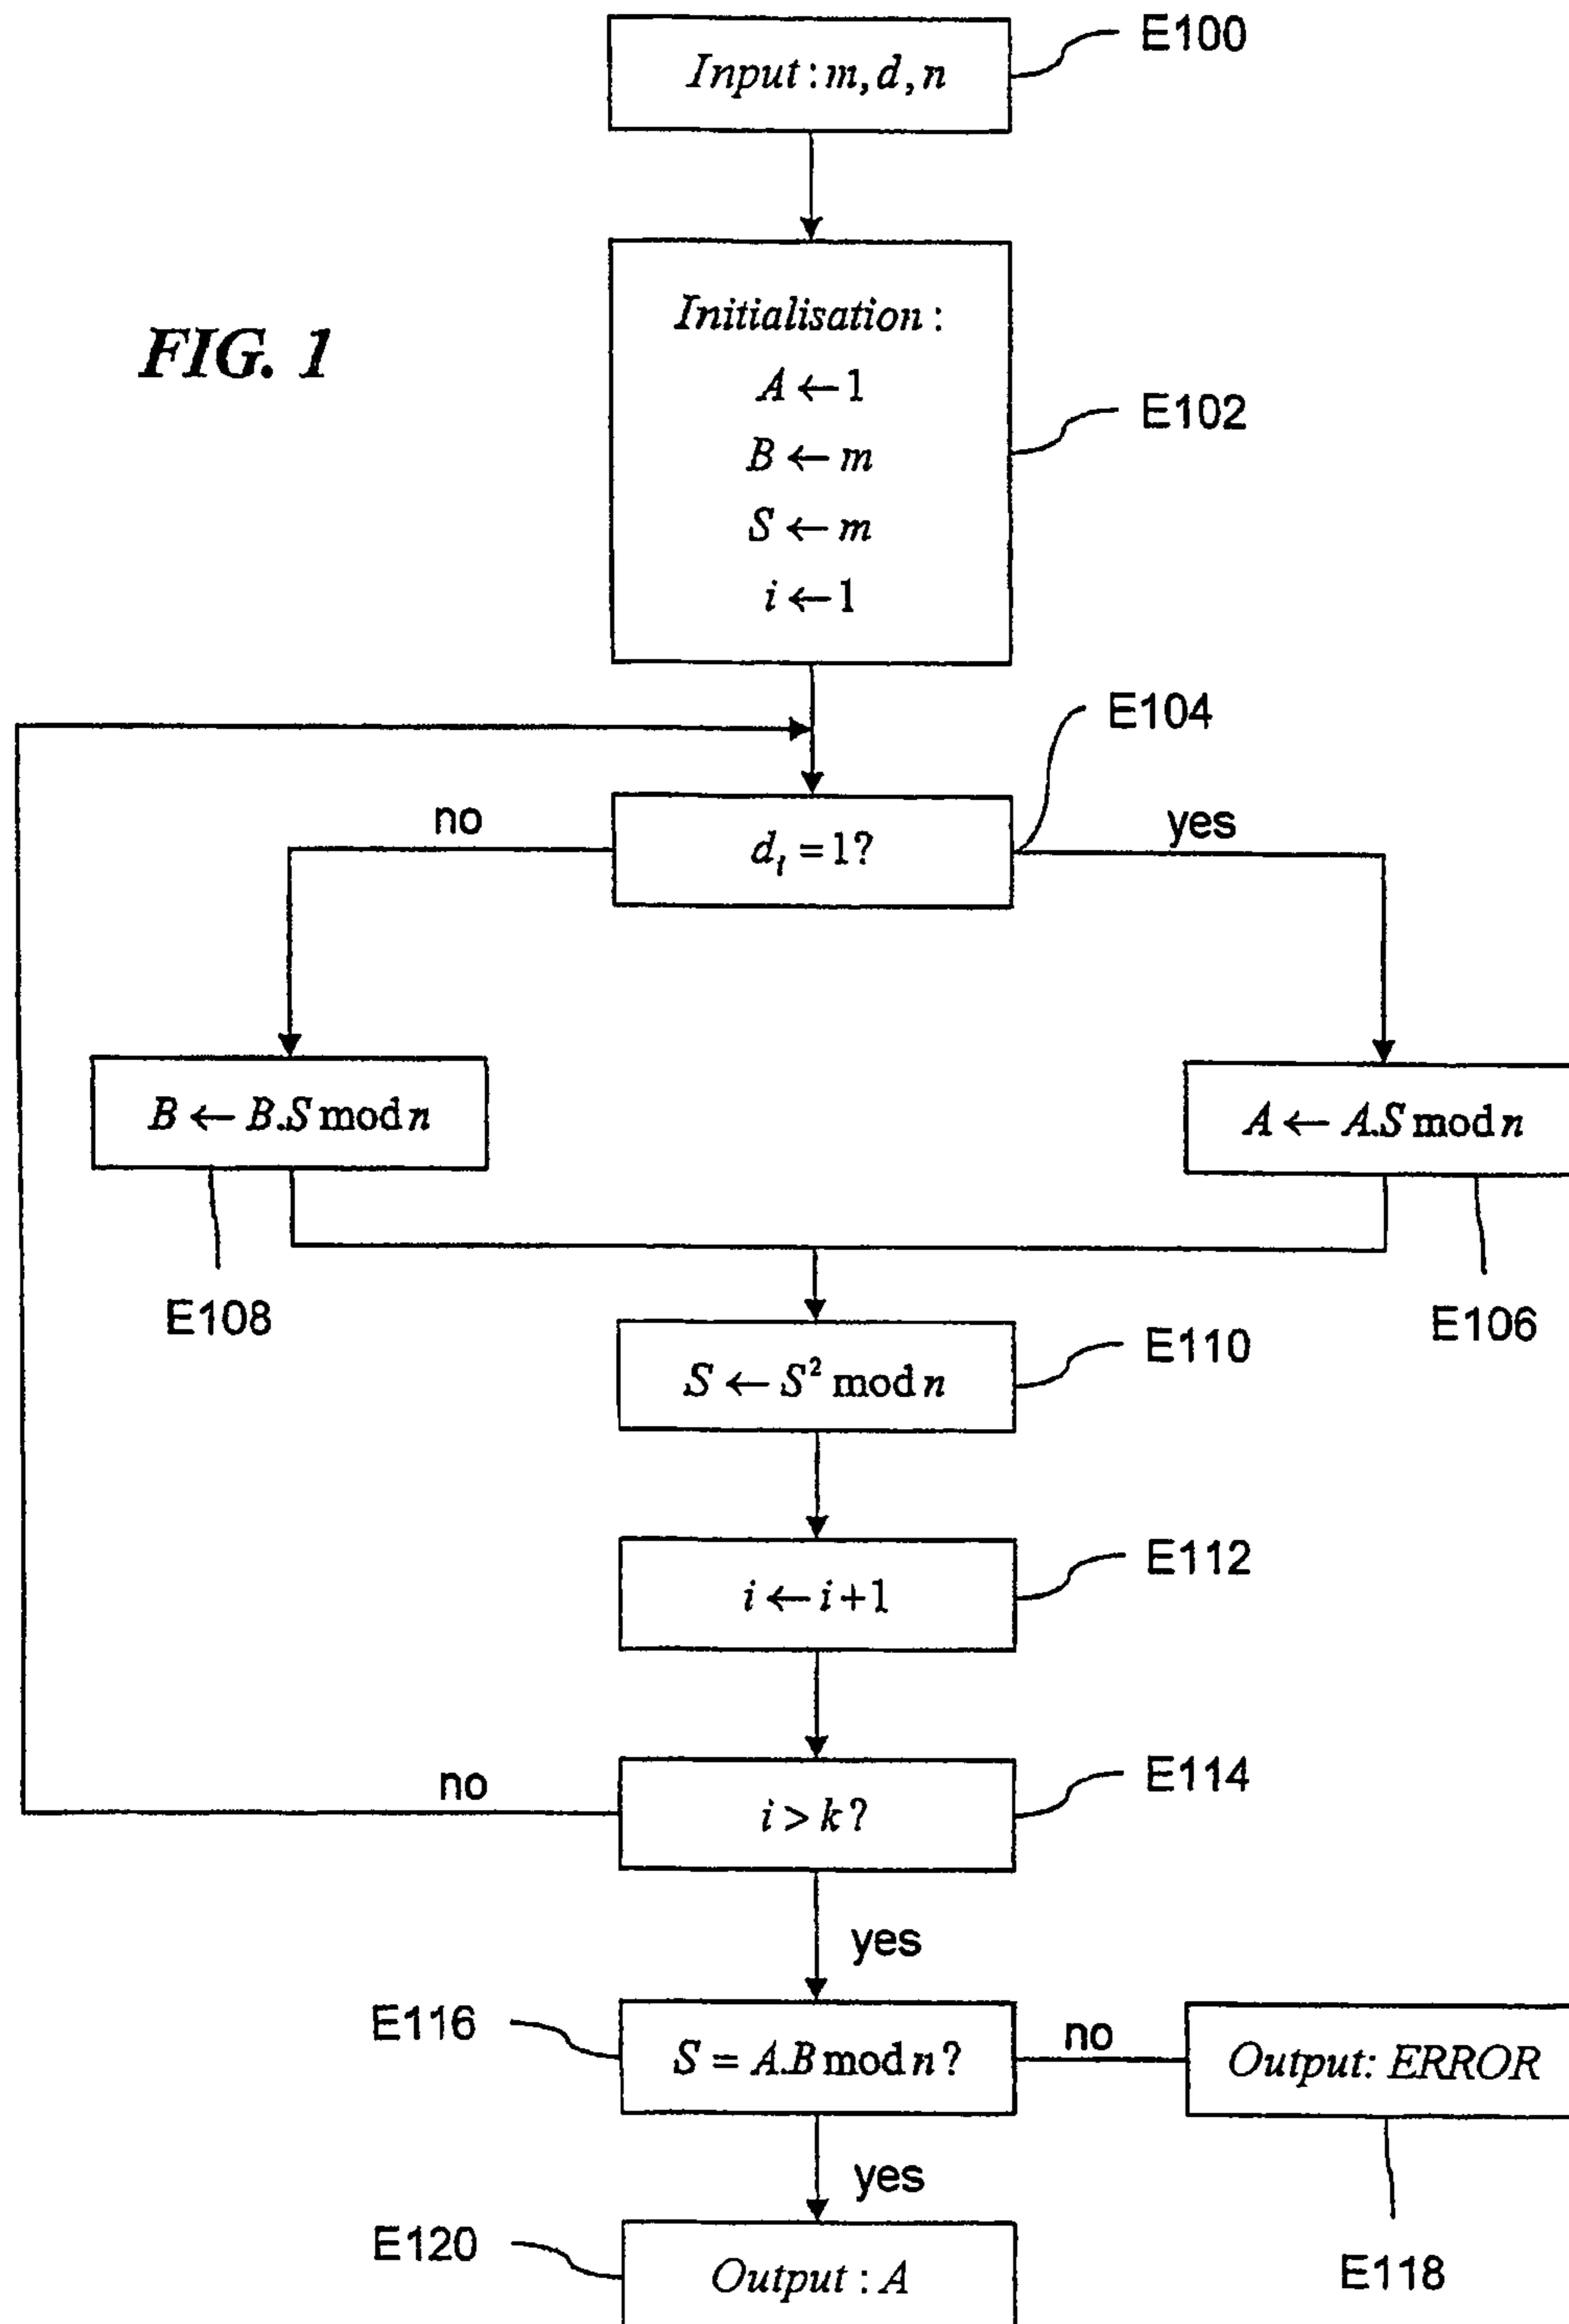 E100
Input : m, d, n
FIG. 1
Initialisation :
A ← 1
B ← m
S ← m
i ← 1
E102
E104
no
d_i = 1?
yes
B ← B.S mod n
A ← A.S mod n
E108
E106
S ← S² mod n
E110
i ← i+1
E112
no
i > k ?
E114
yes
E116
S = A.B mod n ?
no
Output: ERROR
yes
E120
Output : A
E118